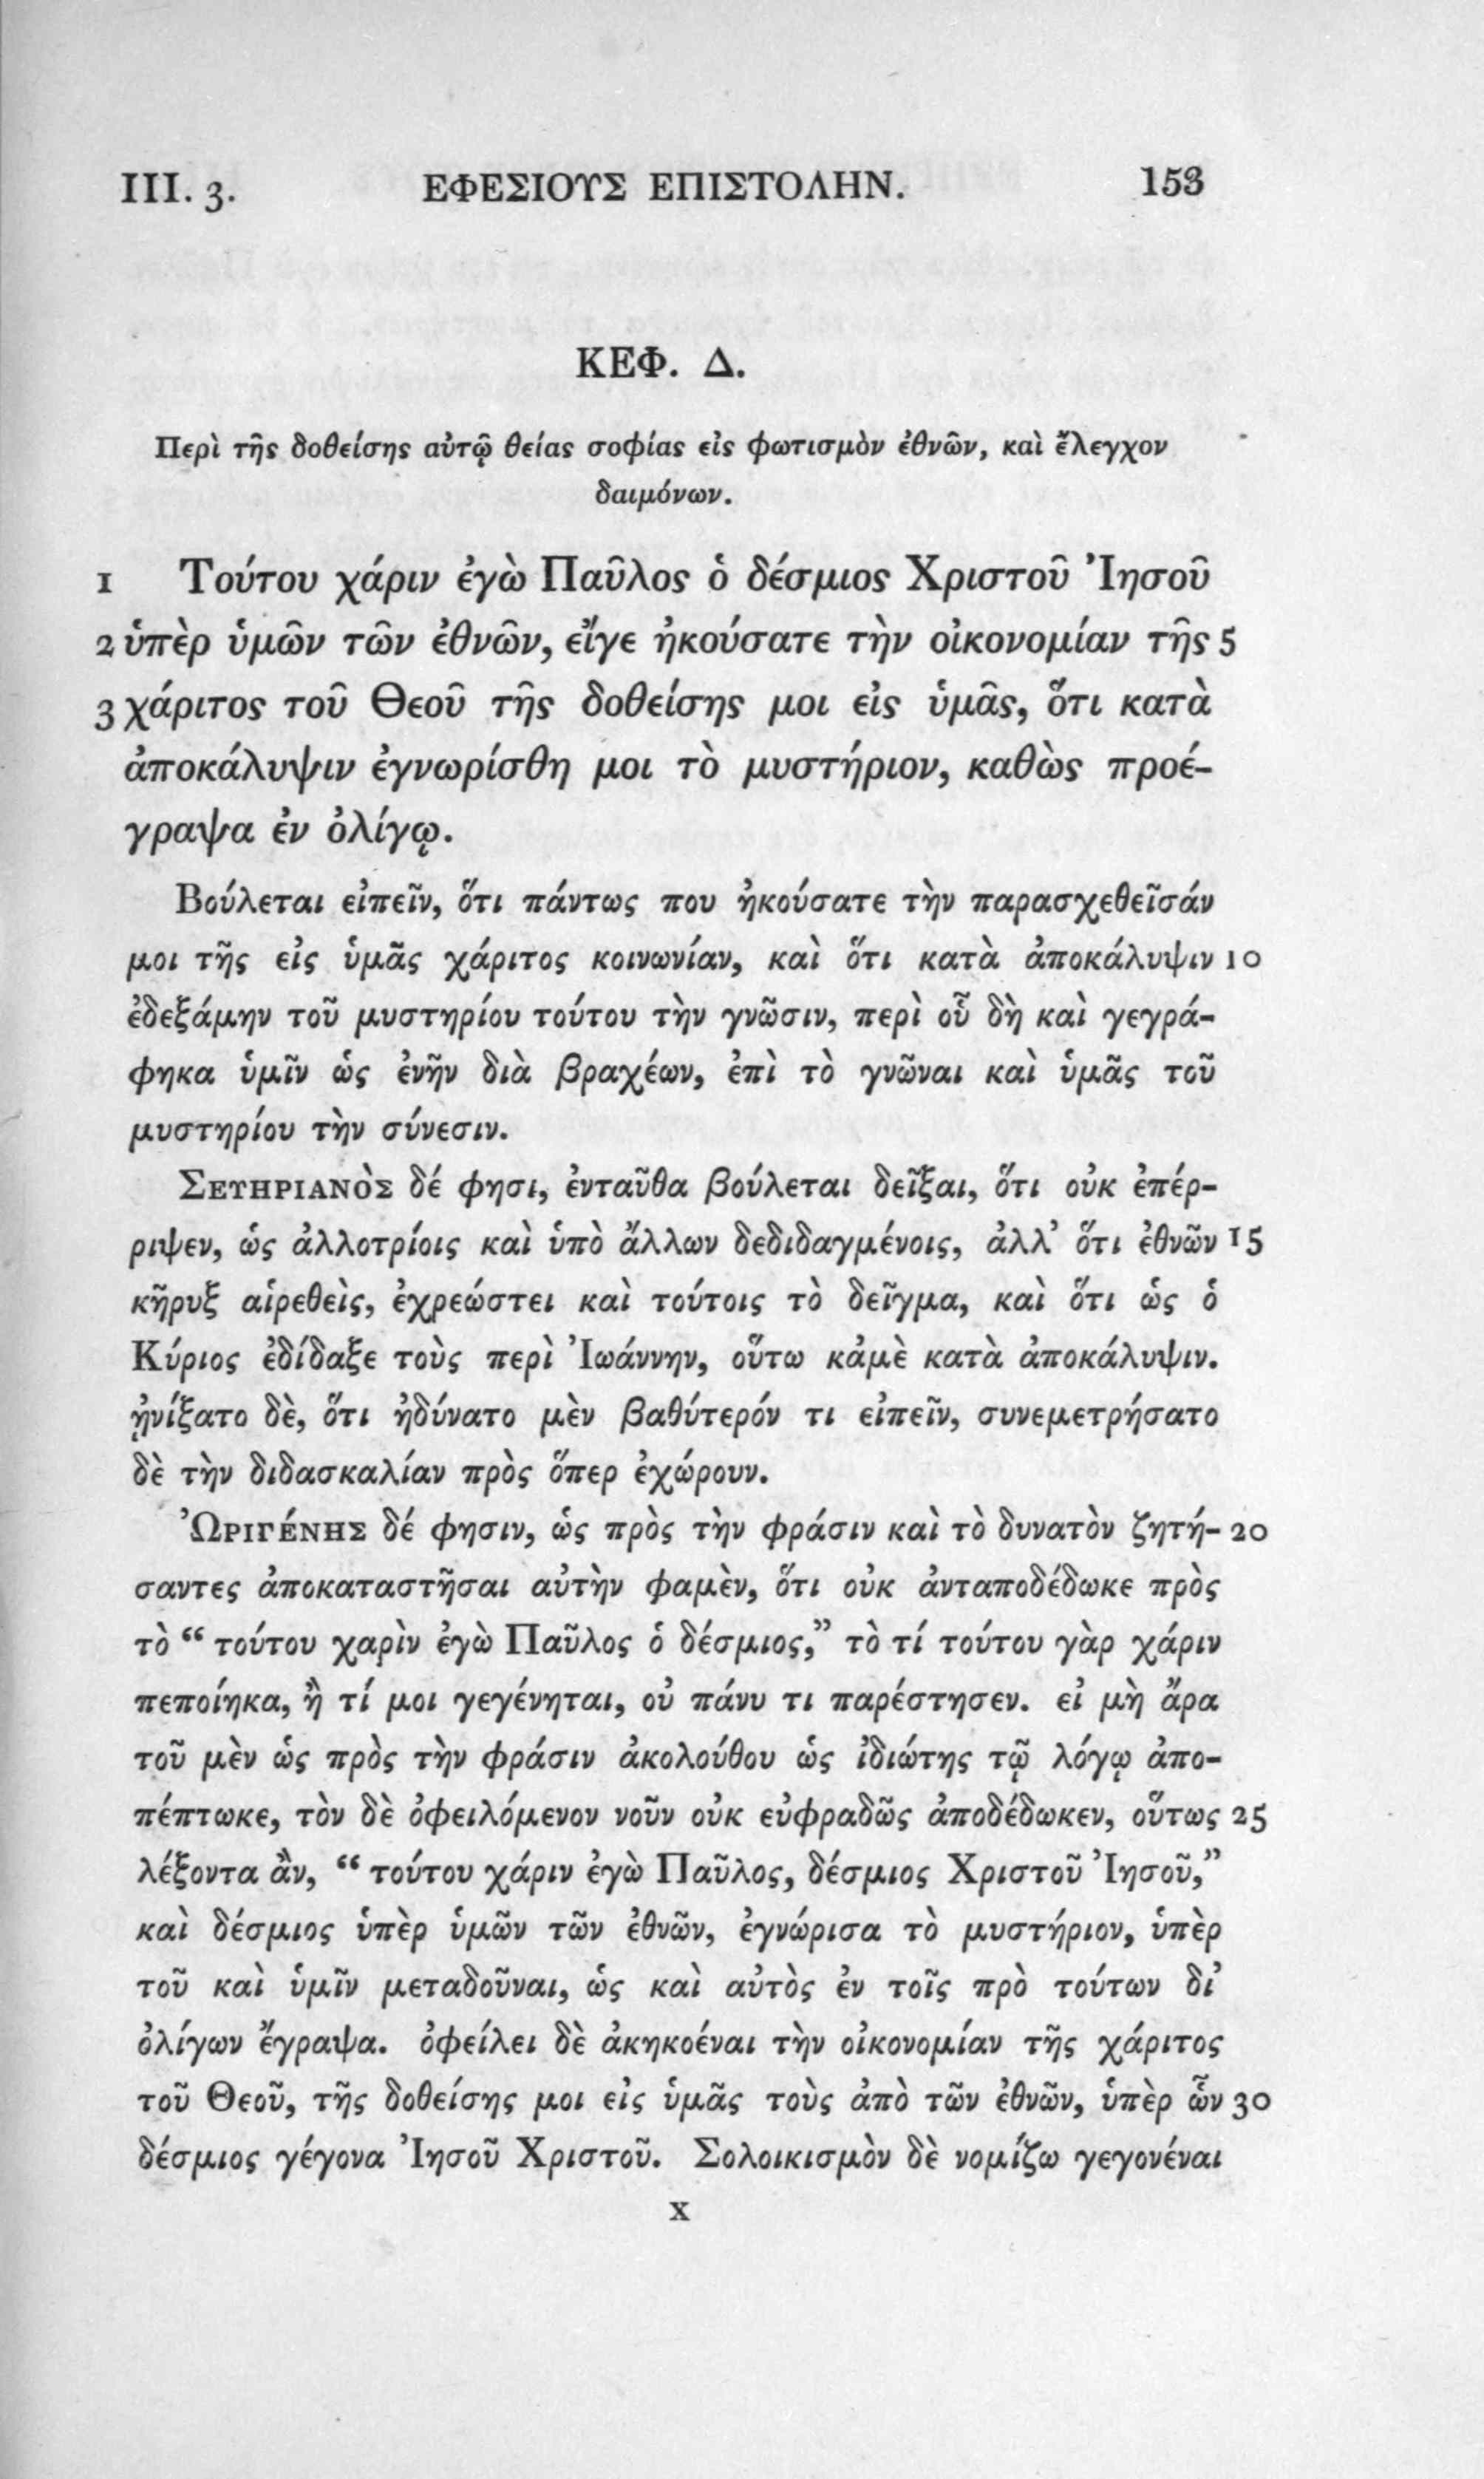 III. 3. ΕΦΕΣΙΟΥΣ ΕΠΙΣΤΟΛΗΝ. 153
ΚΕΦ. Δ.
Περὶ τῆς δοθείσης αὐτῷ θείας σοφίας εἰς φωτισμὸν ἐθνῶν, καὶ ἔλεγχον
δαιμόνων.
1 Τούτου χάριν ἐγὼ Παῦλος ὁ δέσμιος Χριστοῦ Ἰησοῦ
2 ὑπὲρ ὑμῶν τῶν ἐθνῶν, εἴγε ἠκούσατε τὴν οἰκονομίαν τῆς 5
3 χάριτος τοῦ Θεοῦ τῆς δοθείσης μοι εἰς ὑμᾶς, ὅτι κατὰ
ἀποκάλυψιν ἐγνωρίσθη μοι τὸ μυστήριον, καθὼς προέ-
γραψα ἐν ὀλίγῳ.
Βούλεται εἰπεῖν, ὅτι πάντως που ἠκούσατε τὴν παρασχεθεῖσάν
μοι τῆς εἰς ὑμᾶς χάριτος κοινωνίαν, καὶ ὅτι κατὰ ἀποκάλυψιν 10
ἐδεξάμην τοῦ μυστηρίου τούτου τὴν γνῶσιν, περὶ οὗ δὴ καὶ γεγρά-
φηκα ὑμῖν ὡς ἐνῆν διὰ βραχέων, ἐπὶ τὸ γνῶναι καὶ ὑμᾶς τοῦ
μυστηρίου τὴν σύνεσιν.
ΣΕΥΗΡΙΑΝῸΣ δέ φησι, ἐνταῦθα βούλεται δεῖξαι, ὅτι οὐκ ἐπέρ-
ριψεν, ὡς ἀλλοτρίοις καὶ ὑπὸ ἄλλων δεδιδαγμένοις, ἀλλ’ ὅτι ἐθνῶν 15
κῆρυξ αἱρεθεὶς, ἐχρεώστει καὶ τούτοις τὸ δεῖγμα, καὶ ὅτι ὡς ὁ
Κύριος ἐδίδαξε τοὺς περὶ Ἰωάννην, οὕτω κἀμὲ κατὰ ἀποκάλυψιν.
ᾐνίξατο δὲ, ὅτι ἠδύνατο μὲν βαθύτερόν τι εἰπεῖν, συνεμετρήσατο
δὲ τὴν διδασκαλίαν πρὸς ὅπερ ἐχώρουν.
ὨΡΙΓΈΝΗΣ δέ φησιν, ὡς πρὸς τὴν φράσιν καὶ τὸ δυνατὸν ζητή- 20
σαντες ἀποκαταστῆσαι αὐτὴν φαμὲν, ὅτι οὐκ ἀνταποδέδωκε πρὸς
τὸ “ τούτου χαρὶν ἐγὼ Παῦλος ὁ δέσμιος,” τὸ τί τούτου γὰρ χάριν
πεποίηκα, ἢ τί μοι γεγένηται, οὐ πάνυ τι παρέστησεν. εἰ μὴ ἄρα
τοῦ μὲν ὡς πρὸς τὴν φράσιν ἀκολούθου ὡς ἰδιώτης τῷ λόγῳ ἀπο-
πέπτωκε, τὸν δὲ ὀφειλόμενον νοῦν οὐκ εὐφραδῶς ἀποδέδωκεν, οὕτως 25
λέξοντα ἂν, “ τούτου χάριν ἐγὼ Παῦλος, δέσμιος Χριστοῦ Ἰησοῦ,”
καὶ δέσμιος ὑπὲρ ὑμῶν τῶν ἐθνῶν, ἐγνώρισα τὸ μυστήριον, ὑπὲρ
τοῦ καὶ ὑμῖν μεταδοῦναι, ὡς καὶ αὐτὸς ἐν τοῖς πρὸ τούτων δι’
ὀλίγων ἔγραψα. ὀφείλει δὲ ἀκηκοέναι τὴν οἰκονομίαν τῆς χάριτος
τοῦ Θεοῦ, τῆς δοθείσης μοι εἰς ὑμᾶς τοὺς ἀπὸ τῶν ἐθνῶν, ὑπὲρ ὧν 30
δέσμιος γέγονα Ἰησοῦ Χριστοῦ. Σολοικισμὸν δὲ νομίζω γεγονέναι
X